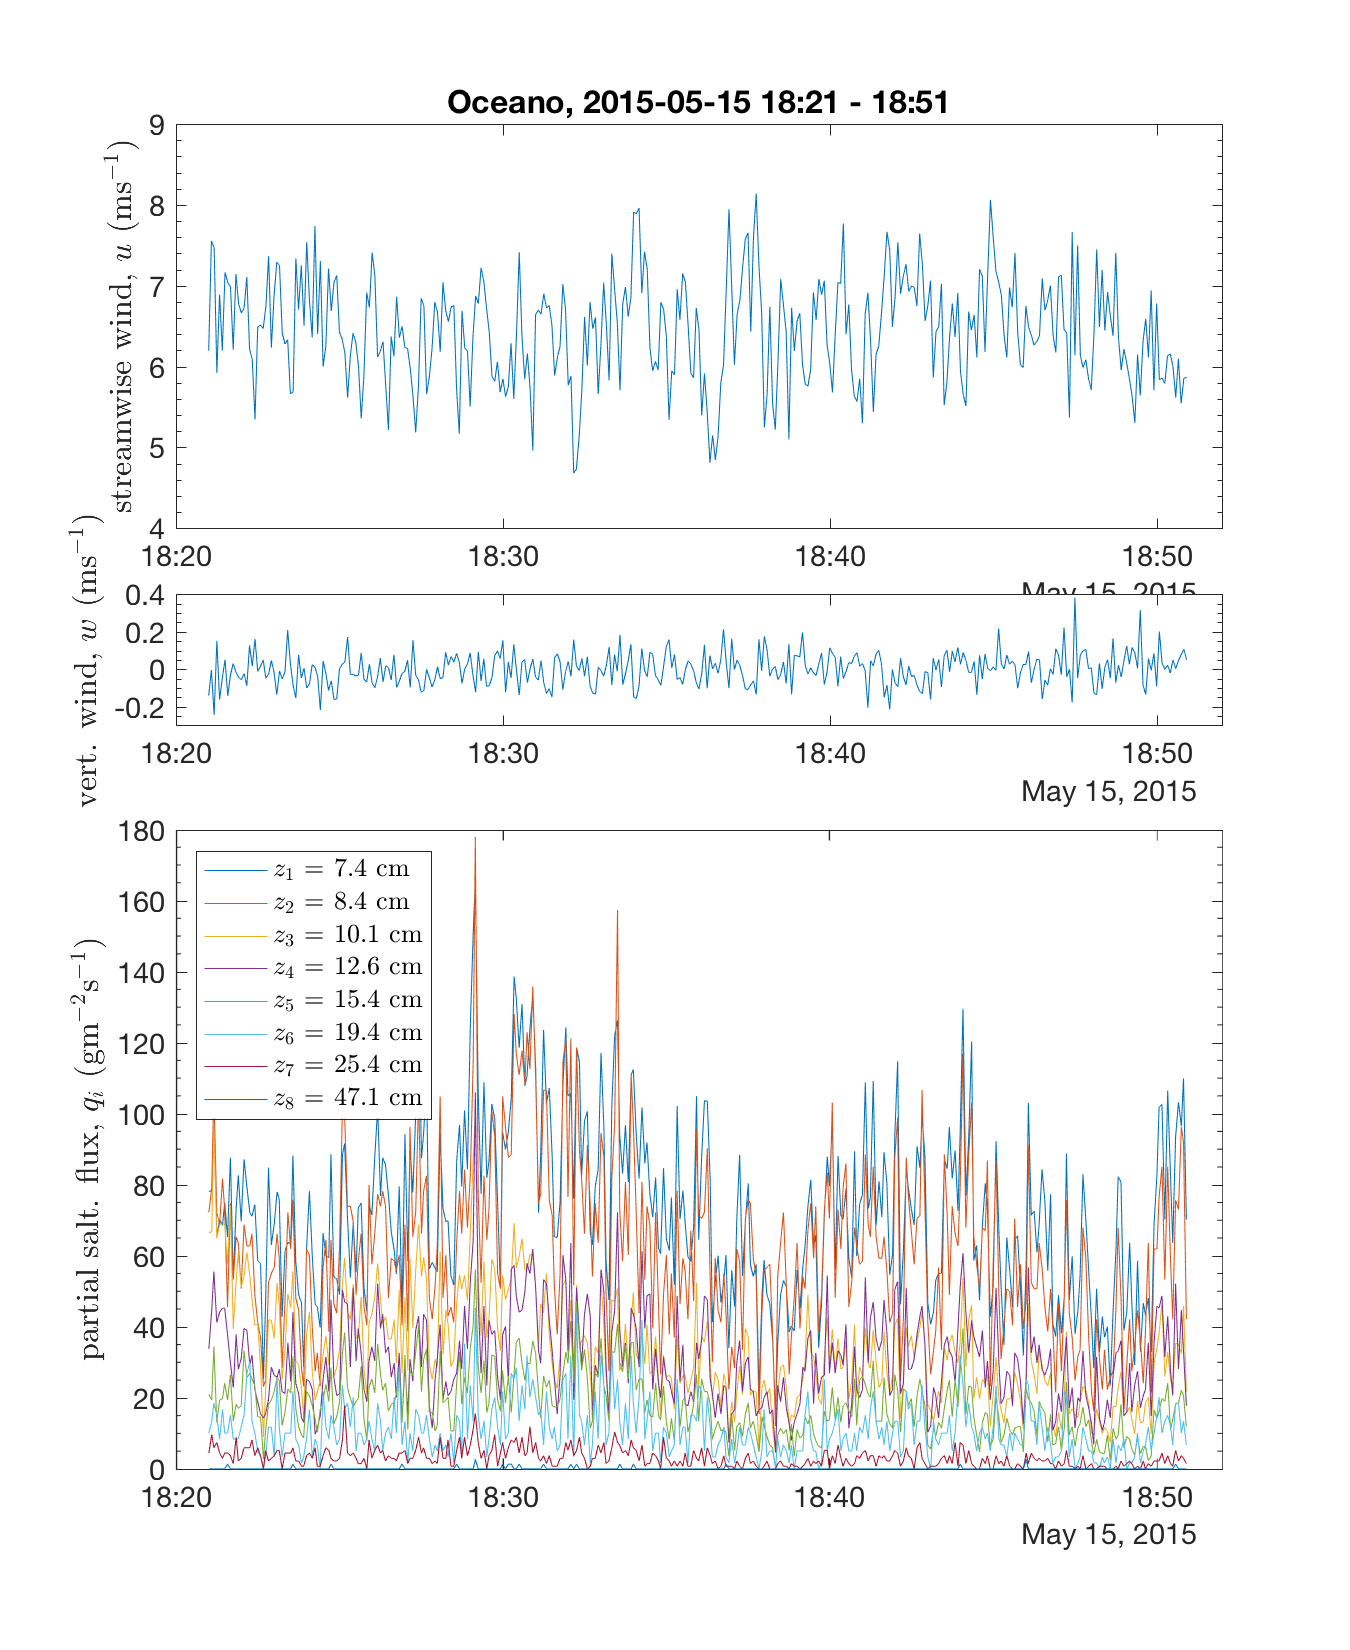 Oceano, 2015-05-15 18:21 - 18:51
streamwise wind, u (ms⁻¹)
9
8
7
6
5
4
18:20 18:30 18:40 18:50
May 15, 2015
vert. wind, w (ms⁻¹)
0.4
0.2
0
-0.2
18:20 18:30 18:40 18:50
May 15, 2015
partial salt. flux, qᵢ (gm⁻²s⁻¹)
180
160
140
120
100
80
60
40
20
0
z₁ = 7.4 cm
z₂ = 8.4 cm
z₃ = 10.1 cm
z₄ = 12.6 cm
z₅ = 15.4 cm
z₆ = 19.4 cm
z₇ = 25.4 cm
z₈ = 47.1 cm
18:20 18:30 18:40 18:50
May 15, 2015